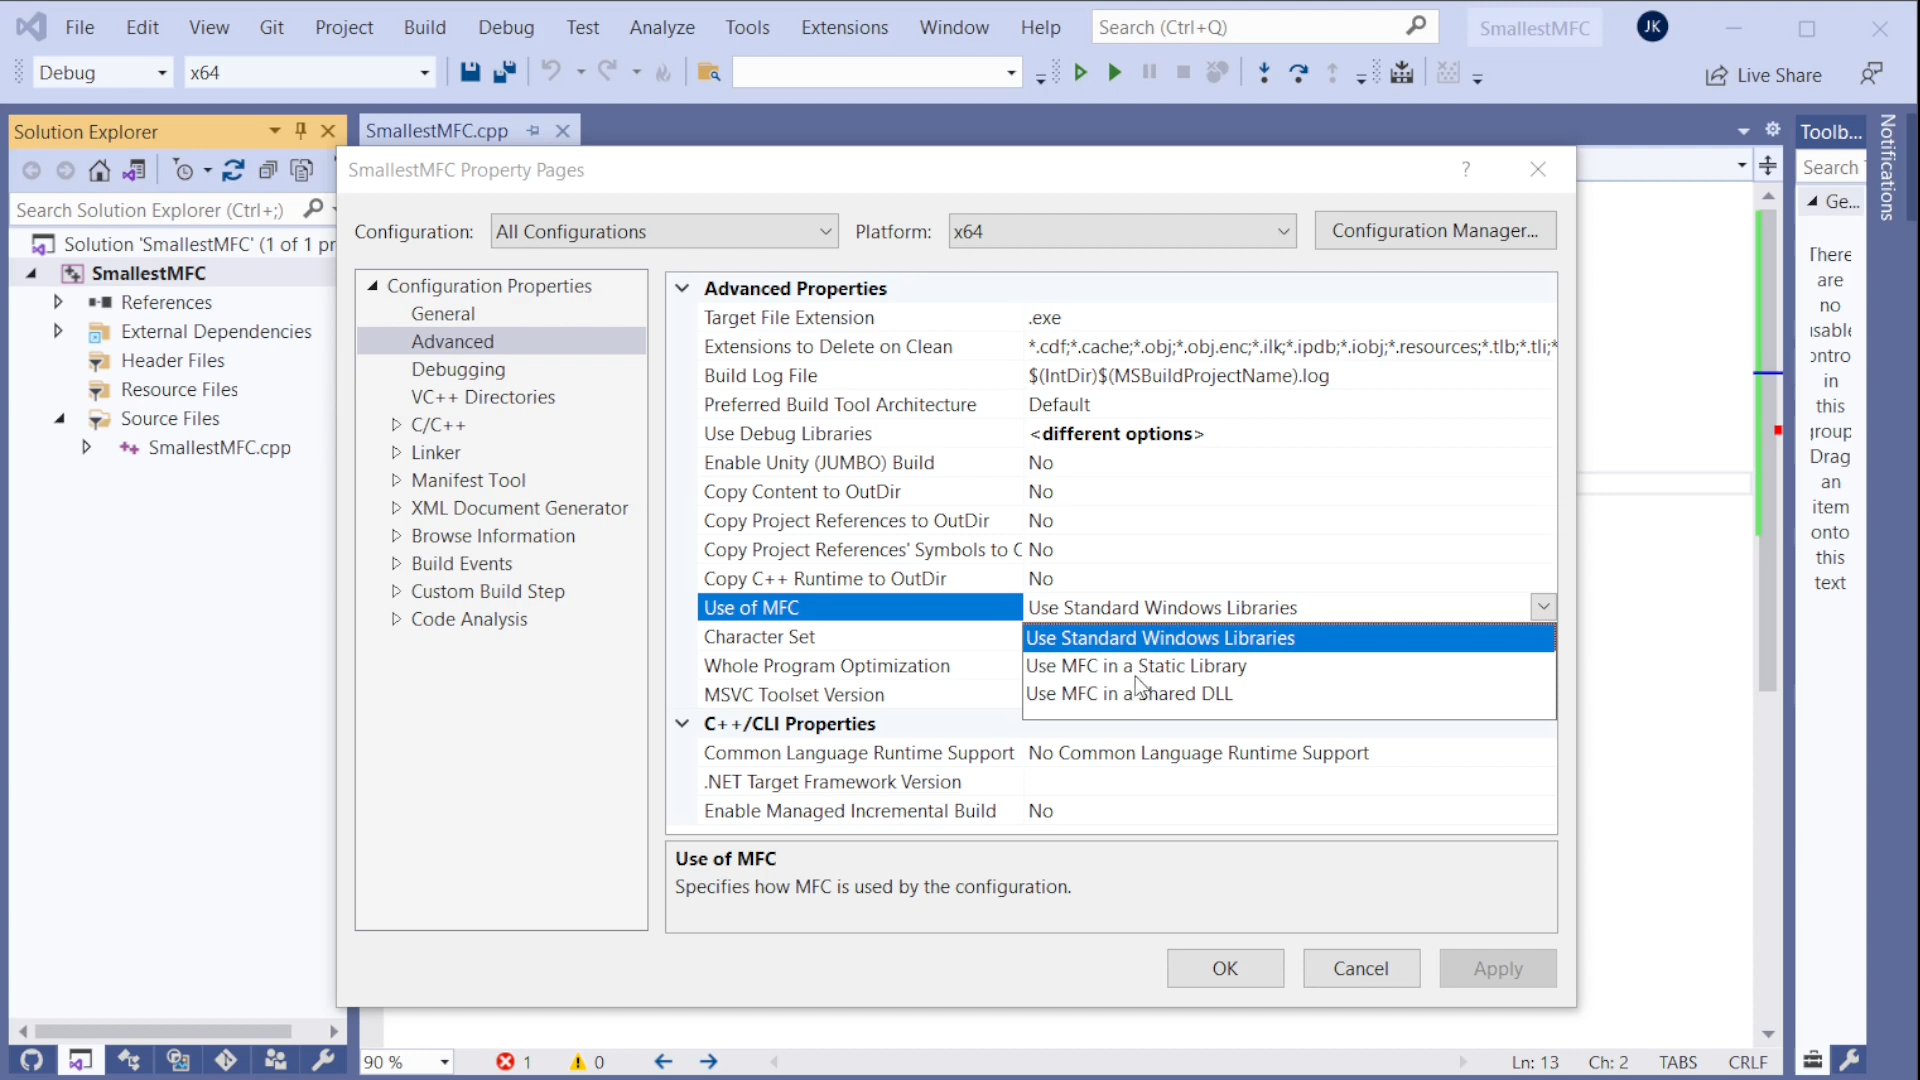 File Edit View Git Project Build Debug Test Analyze Tools Extensions Window Help Search (Ctrl+Q) SmallestMFC JK
Debug x64 Live Share
Solution Explorer SmallestMFC.cpp Toolb...
Notifications
SmallestMFC Property Pages ?
Search
Search Solution Explorer (Ctrl+;)
Ge...
Configuration: All Configurations Platform: x64 Configuration Manager...
Solution 'SmallestMFC' (1 of 1 pr
SmallestMFC
References
External Dependencies
Header Files
Resource Files
Source Files
SmallestMFC.cpp
Configuration Properties
General
Advanced
Debugging
VC++ Directories
C/C++
Linker
Manifest Tool
XML Document Generator
Browse Information
Build Events
Custom Build Step
Code Analysis
Advanced Properties
Target File Extension .exe
Extensions to Delete on Clean *.cdf;*.cache;*.obj;*.obj.enc;*.ilk;*.ipdb;*.iobj;*.resources;*.tlb;*.tli;*
Build Log File $(IntDir)$(MSBuildProjectName).log
Preferred Build Tool Architecture Default
Use Debug Libraries <different options>
Enable Unity (JUMBO) Build No
Copy Content to OutDir No
Copy Project References to OutDir No
Copy Project References' Symbols to O No
Copy C++ Runtime to OutDir No
Use of MFC Use Standard Windows Libraries
Character Set Use Standard Windows Libraries
Whole Program Optimization Use MFC in a Static Library
MSVC Toolset Version Use MFC in a Shared DLL
C++/CLI Properties
Common Language Runtime Support No Common Language Runtime Support
.NET Target Framework Version
Enable Managed Incremental Build No
Use of MFC
Specifies how MFC is used by the configuration.
OK Cancel Apply
There
are
no
usable
ontro
in
this
group
Drag
an
item
onto
this
text
90 % 1 0 Ln: 13 Ch: 2 TABS CRLF